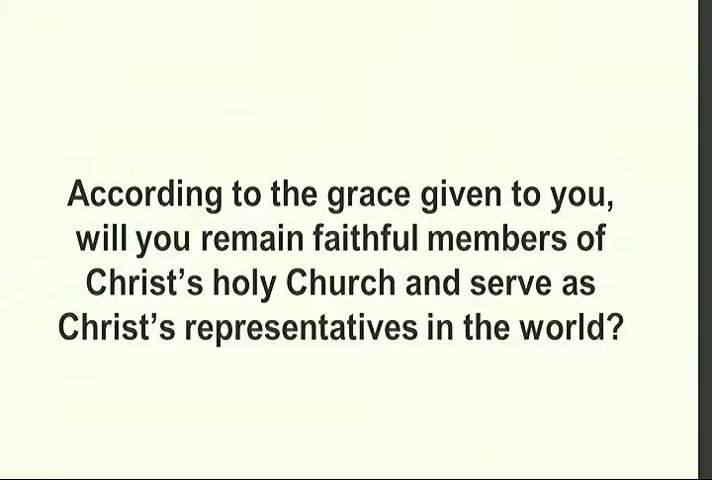 According to the grace given to you,
will you remain faithful members of
Christ's holy Church and serve as
Christ's representatives in the world?